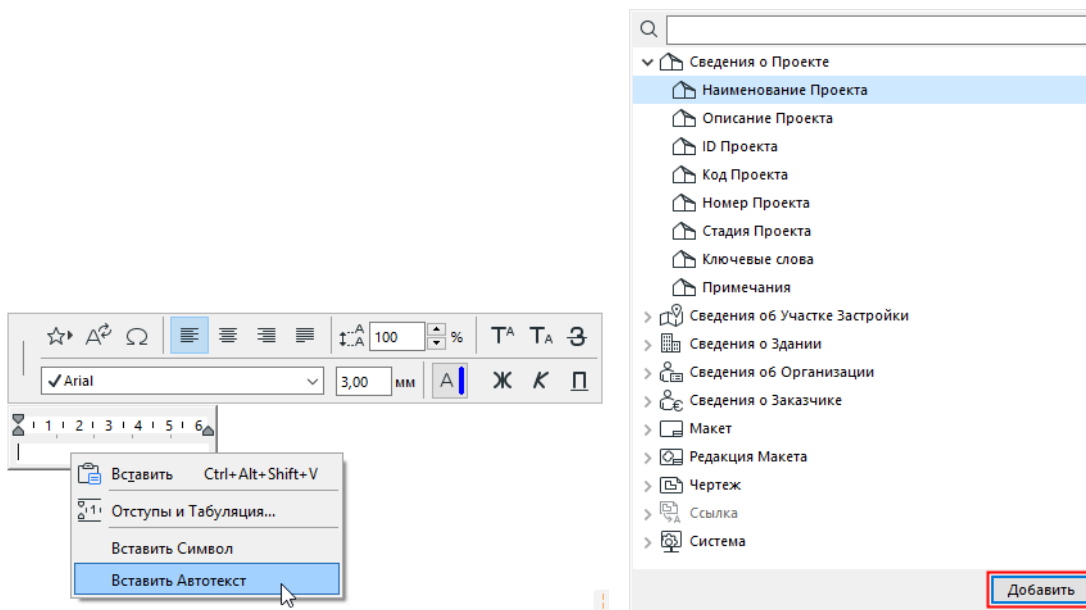 100 %
Tᴬ Tᴀ З
Arial 3,00 мм A Ж К П
1 2 3 4 5 6
Вставить Ctrl+Alt+Shift+V
Отступы и Табуляция...
Вставить Символ
Вставить Автотекст
Сведения о Проекте
Наименование Проекта
Описание Проекта
ID Проекта
Код Проекта
Номер Проекта
Стадия Проекта
Ключевые слова
Примечания
Сведения об Участке Застройки
Сведения о Здании
Сведения об Организации
Сведения о Заказчике
Макет
Редакция Макета
Чертеж
Ссылка
Система
Добавить